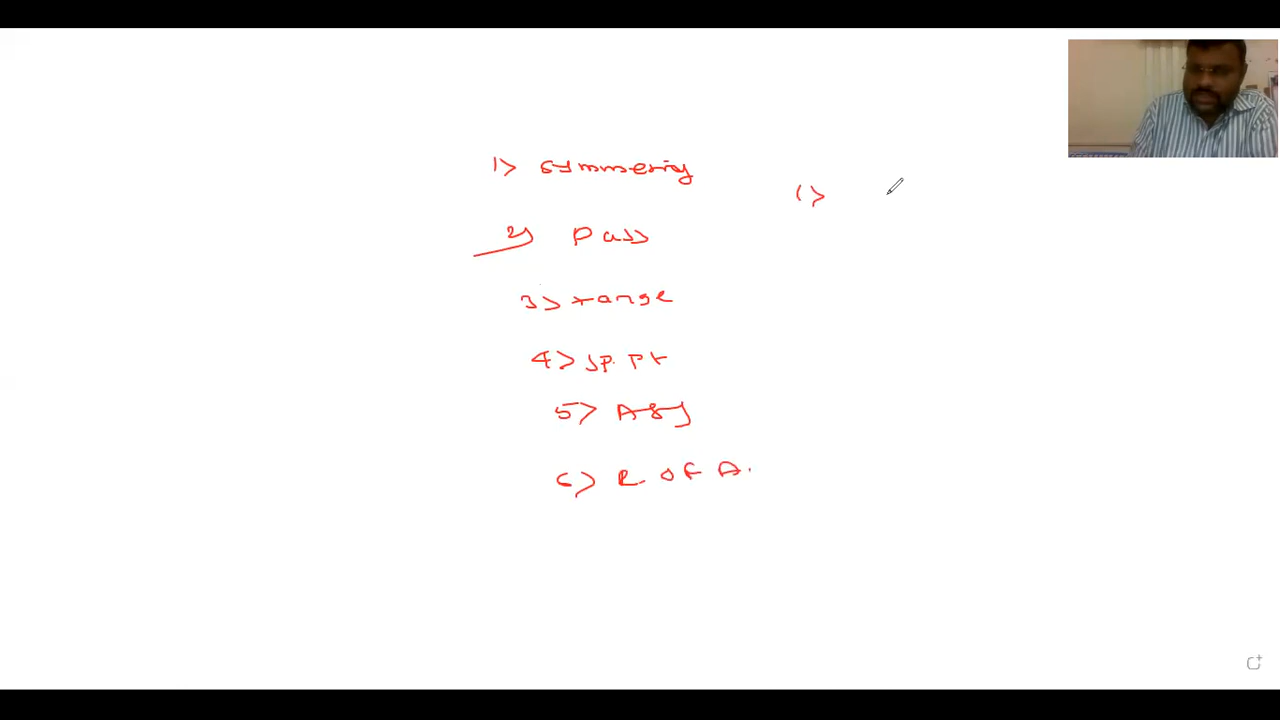 1> symmetry
2> Pass
3> range
4> sp. pt
5> Asy
6> R of A.
1>